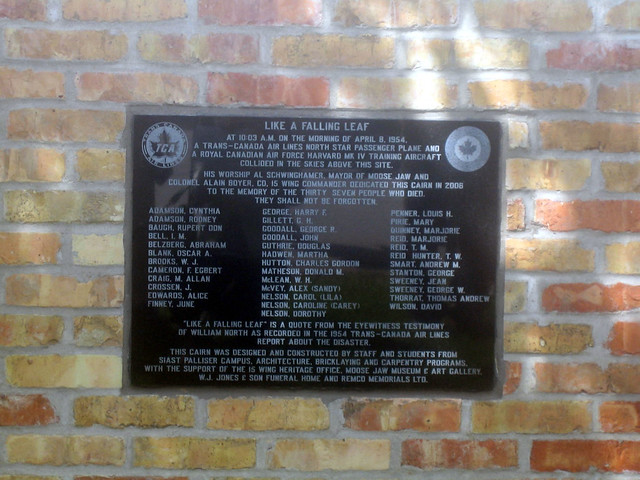 LIKE A FALLING LEAF
AT 10:03 A.M. ON THE MORNING OF APRIL 8, 1954,
A TRANS-CANADA AIR LINES NORTH STAR PASSENGER PLANE AND
A ROYAL CANADIAN AIR FORCE HARVARD MK IV TRAINING AIRCRAFT
COLLIDED IN THE SKIES ABOVE THIS SITE.
HIS WORSHIP AL SCHWINGHAMER, MAYOR OF MOOSE JAW AND
COLONEL ALAIN BOYER, CO, 15 WING COMMANDER DEDICATED THIS CAIRN IN 2006
TO THE MEMORY OF THE THIRTY SEVEN PEOPLE WHO DIED.
THEY SHALL NOT BE FORGOTTEN.
TCA
ADAMSON, CYNTHIA
ADAMSON, RODNEY
BAUGH, RUPERT DON
BELL, I. M.
BELZBERG, ABRAHAM
BLANK, OSCAR A.
BROOKS, W. J.
CAMERON, F. EGBERT
CRAIG, M. ALLAN
CROSSEN, J.
EDWARDS, ALICE
FINNEY, JUNE
GEORGE, HARRY F.
GILLETT, C. H.
GOODALL, GEORGE R.
GOODALL, JOHN
GUTHRIE, DOUGLAS
HADWEN, MARTHA
HUTTON, CHARLES GORDON
MATHESON, DONALD M.
McLEAN, W. H.
McVEY, ALEX (SANDY)
NELSON, CAROL (LILA)
NELSON, CAROLINE (CAREY)
NELSON, DOROTHY
PENNER, LOUIS H.
PIRIE, MARY
QUINNEY, MARJORIE
REID, MARJORIE
REID, T. M.
REID HUNTER, T. W.
SMART, ANDREW M.
STANTON, GEORGE
SWEENEY, JEAN
SWEENEY, GEORGE W.
THORRAT, THOMAS ANDREW
WILSON, DAVID
"LIKE A FALLING LEAF" IS A QUOTE FROM THE EYEWITNESS TESTIMONY
OF WILLIAM NORTH AS RECORDED IN THE 1954 TRANS-CANADA AIR LINES
REPORT ABOUT THE DISASTER.
THIS CAIRN WAS DESIGNED AND CONSTRUCTED BY STAFF AND STUDENTS FROM
SIAST PALLISER CAMPUS, ARCHITECTURE, BRICKLAYING AND CARPENTRY PROGRAMS,
WITH THE SUPPORT OF THE 15 WING HERITAGE OFFICE, MOOSE JAW MUSEUM & ART GALLERY,
W.J. JONES & SON FUNERAL HOME AND REMCO MEMORIALS LTD.